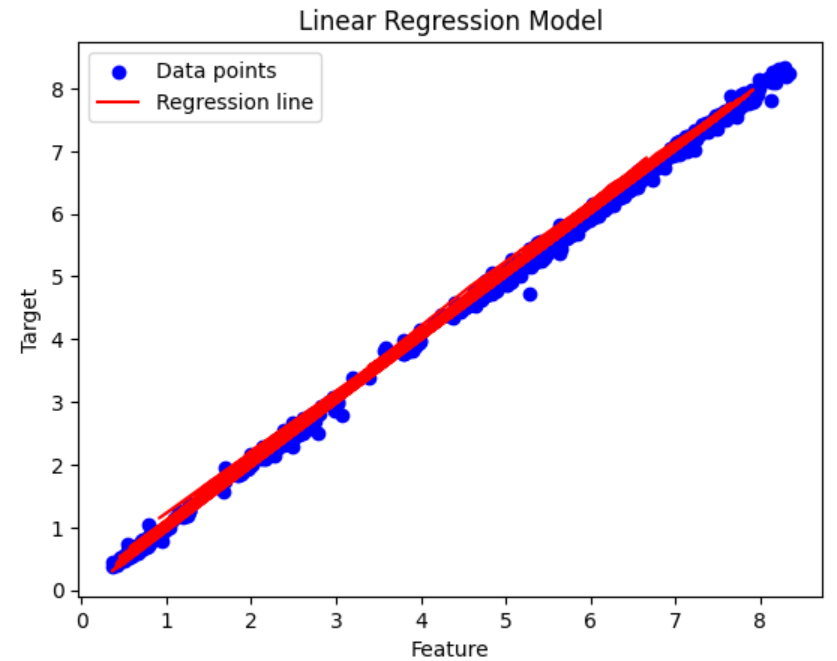 Linear Regression Model
Data points
Regression line
8
7
6
5
4
3
2
1
0
Target
0 1 2 3 4 5 6 7 8
Feature